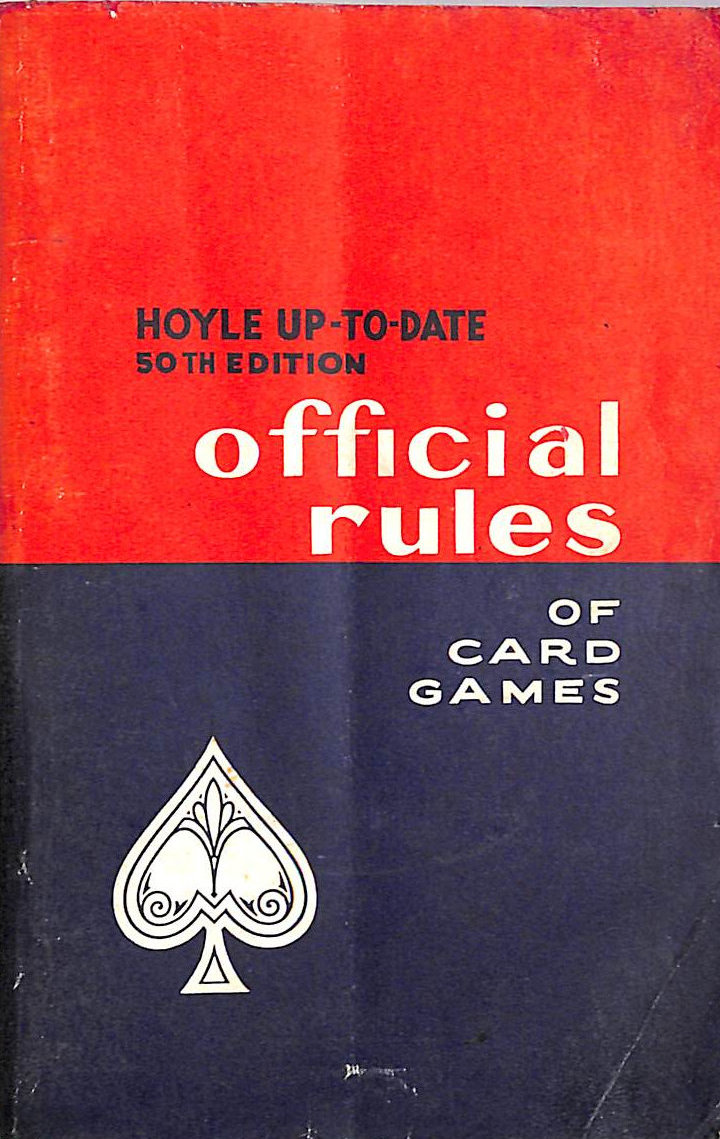 HOYLE UP-TO-DATE
50TH EDITION
official
rules
OF
CARD
GAMES